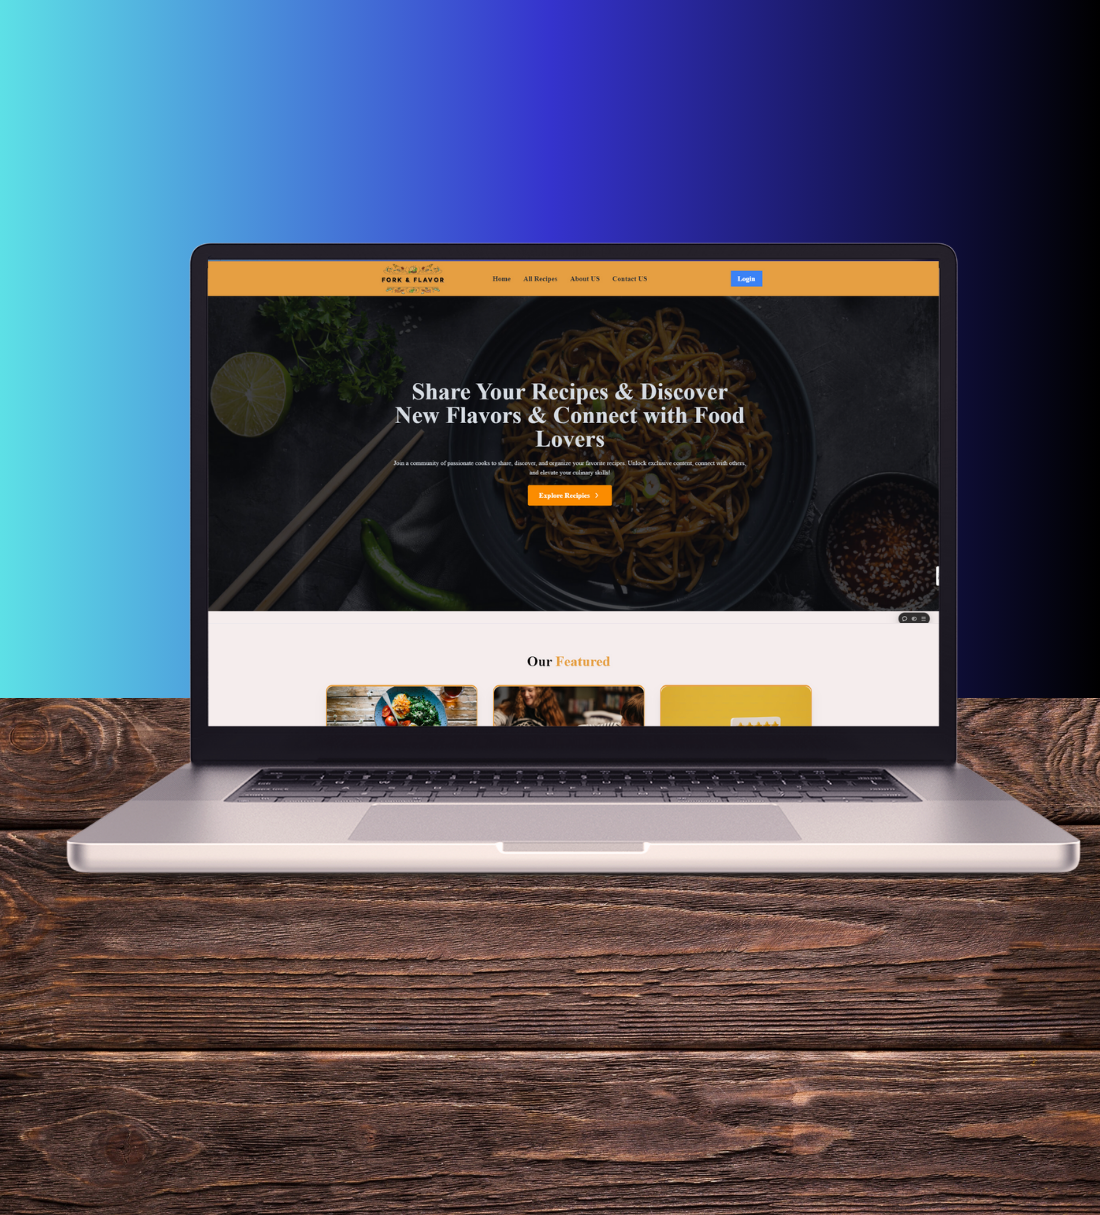 FORK & FLAVOR
Home All Recipes About US Contact US
Login
Share Your Recipes & Discover
New Flavors & Connect with Food
Lovers
Join a community of passionate cooks to share, discover, and organize your favorite recipes. Unlock exclusive content, connect with others,
and elevate your culinary skills!
Explore Recipies
Our Featured